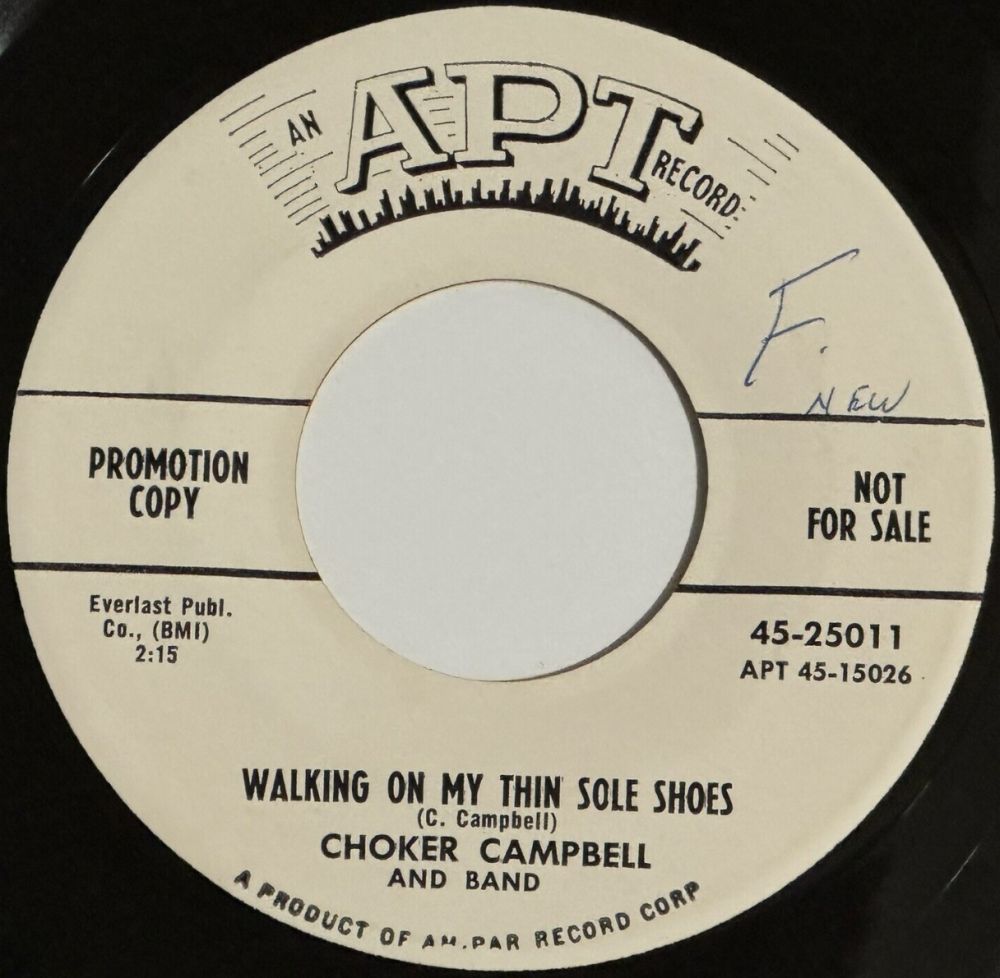 AN APT RECORD
F.
NEW
PROMOTION
COPY
NOT
FOR SALE
Everlast Publ.
Co., (BMI)
2:15
45-25011
APT 45-15026
WALKING ON MY THIN SOLE SHOES
(C. Campbell)
CHOKER CAMPBELL
AND BAND
A PRODUCT OF AM.PAR RECORD CORP